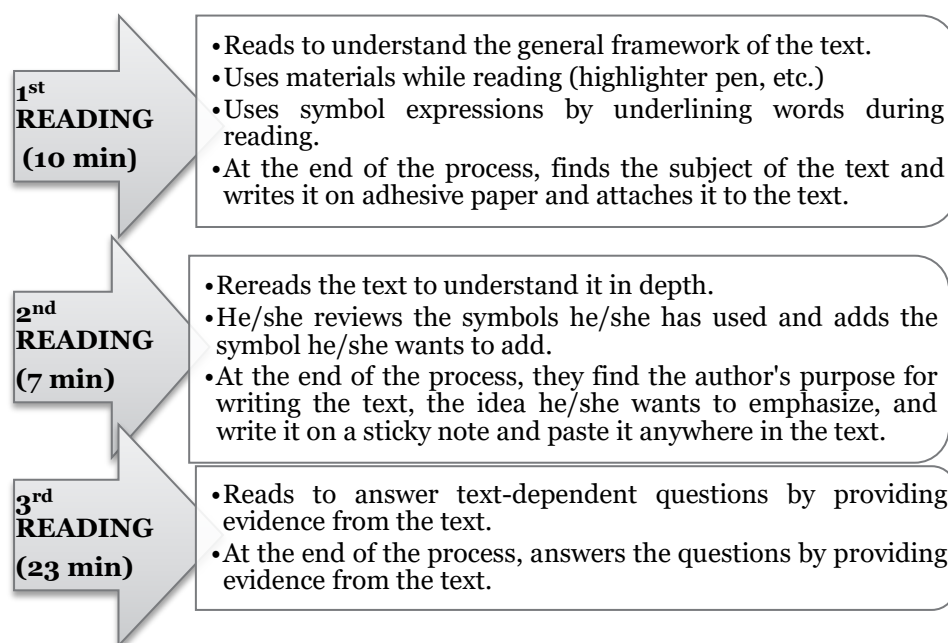 1st
READING
(10 min)
•Reads to understand the general framework of the text.
•Uses materials while reading (highlighter pen, etc.)
•Uses symbol expressions by underlining words during
reading.
•At the end of the process, finds the subject of the text and
writes it on adhesive paper and attaches it to the text.
2nd
READING
(7 min)
•Rereads the text to understand it in depth.
•He/she reviews the symbols he/she has used and adds the
symbol he/she wants to add.
•At the end of the process, they find the author's purpose for
writing the text, the idea he/she wants to emphasize, and
write it on a sticky note and paste it anywhere in the text.
3rd
READING
(23 min)
•Reads to answer text-dependent questions by providing
evidence from the text.
•At the end of the process, answers the questions by providing
evidence from the text.